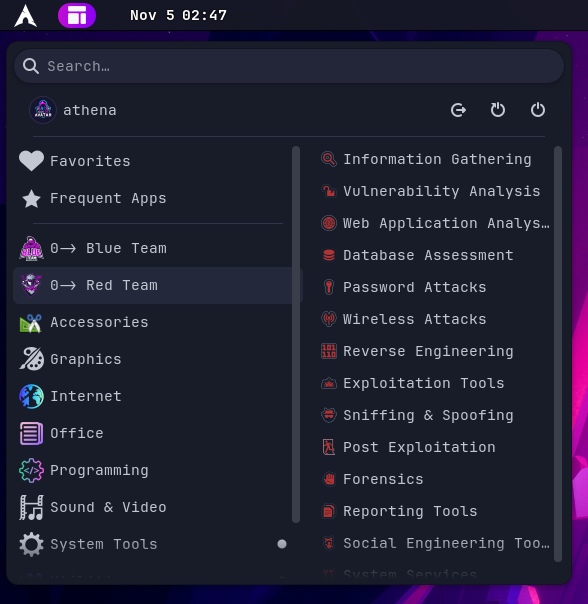 Nov 5 02:47
Search…
athena
Favorites
Frequent Apps
0-> Blue Team
0-> Red Team
Accessories
Graphics
Internet
Office
Programming
Sound & Video
System Tools
Information Gathering
Vulnerability Analysis
Web Application Analys…
Database Assessment
Password Attacks
Wireless Attacks
Reverse Engineering
Exploitation Tools
Sniffing & Spoofing
Post Exploitation
Forensics
Reporting Tools
Social Engineering Too…
System Services